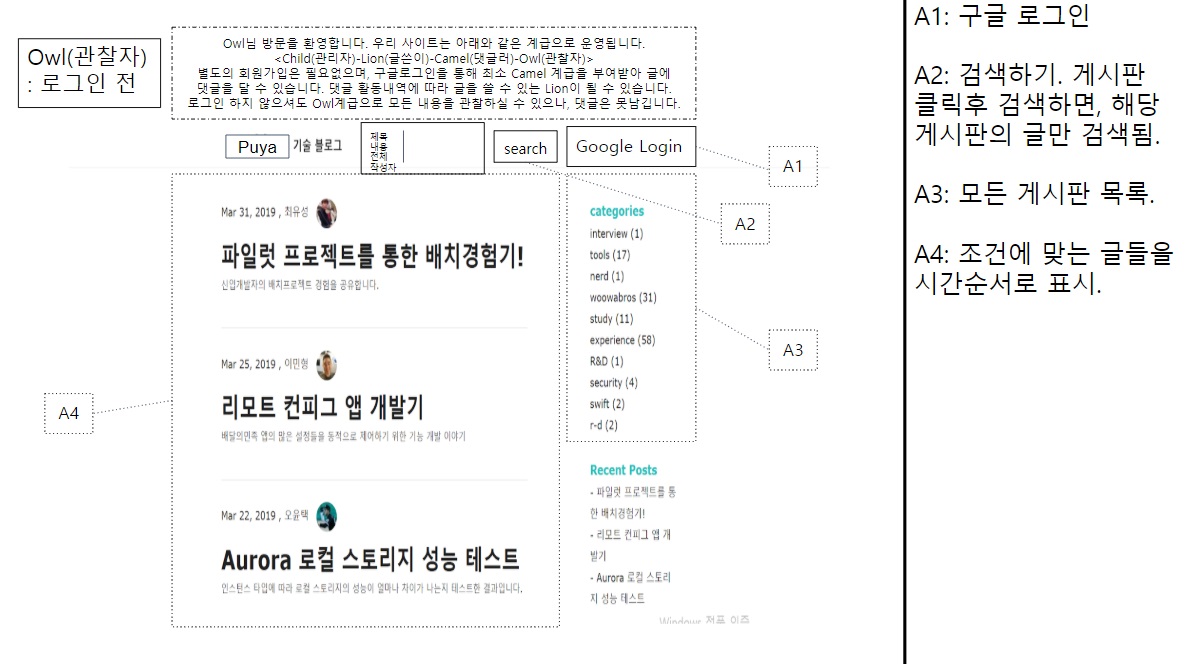 Owl(관찰자)
: 로그인 전
Owl님 방문을 환영합니다. 우리 사이트는 아래와 같은 계급으로 운영됩니다.
<Child(관리자)-Lion(글쓴이)-Camel(댓글러)-Owl(관찰자)>
별도의 회원가입은 필요없으며, 구글로그인을 통해 최소 Camel 계급을 부여받아 글에
댓글을 달 수 있습니다. 댓글 활동내역에 따라 글을 쓸 수 있는 Lion이 될 수 있습니다.
로그인 하지 않으셔도 Owl계급으로 모든 내용을 관찰하실 수 있으나, 댓글은 못남깁니다.
Puya 기술 블로그
제목
내용
전체
작성자
search
Google Login
A1
A2
A3
A4
Mar 31, 2019 , 최유성
파일럿 프로젝트를 통한 배치경험기!
신입개발자의 배치프로젝트 경험을 공유합니다.
Mar 25, 2019 , 이민형
리모트 컨피그 앱 개발기
배달의민족 앱의 많은 설정들을 동적으로 제어하기 위한 기능 개발 이야기
Mar 22, 2019 , 오윤택
Aurora 로컬 스토리지 성능 테스트
인스턴스 타입에 따라 로컬 스토리지의 성능이 얼마나 차이가 나는지 테스트한 결과입니다.
categories
interview (1)
tools (17)
nerd (1)
woowabros (31)
study (11)
experience (58)
R&D (1)
security (4)
swift (2)
r-d (2)
Recent Posts
- 파일럿 프로젝트를 통
한 배치경험기!
- 리모트 컨피그 앱 개
발기
- Aurora 로컬 스토리
지 성능 테스트
Windows
A1: 구글 로그인
A2: 검색하기. 게시판
클릭후 검색하면, 해당
게시판의 글만 검색됨.
A3: 모든 게시판 목록.
A4: 조건에 맞는 글들을
시간순서로 표시.